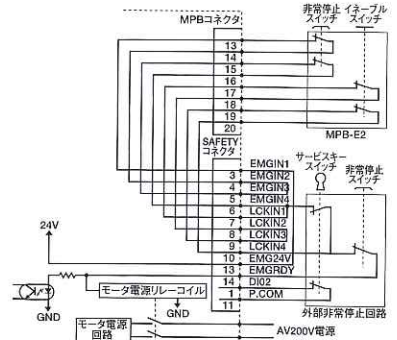 MPBコネクタ
非常停止 イネーブル
スイッチ スイッチ
13
14
15
16
17
18
19
20
MPB-E2
SAFETY
コネクタ
サービスキー
スイッチ
非常停止
スイッチ
EMGIN1
3 EMGIN2
4 EMGIN3
5 EMGIN4
6 LCKIN1
7 LCKIN2
8 LCKIN3
9 LCKIN4
10 EMG24V
13 EMGRDY
14 DI02
1 P.COM
11
24V
GND
モータ電源リレーコイル
GND
外部非常停止回路
モータ電源
回路
AV200V電源